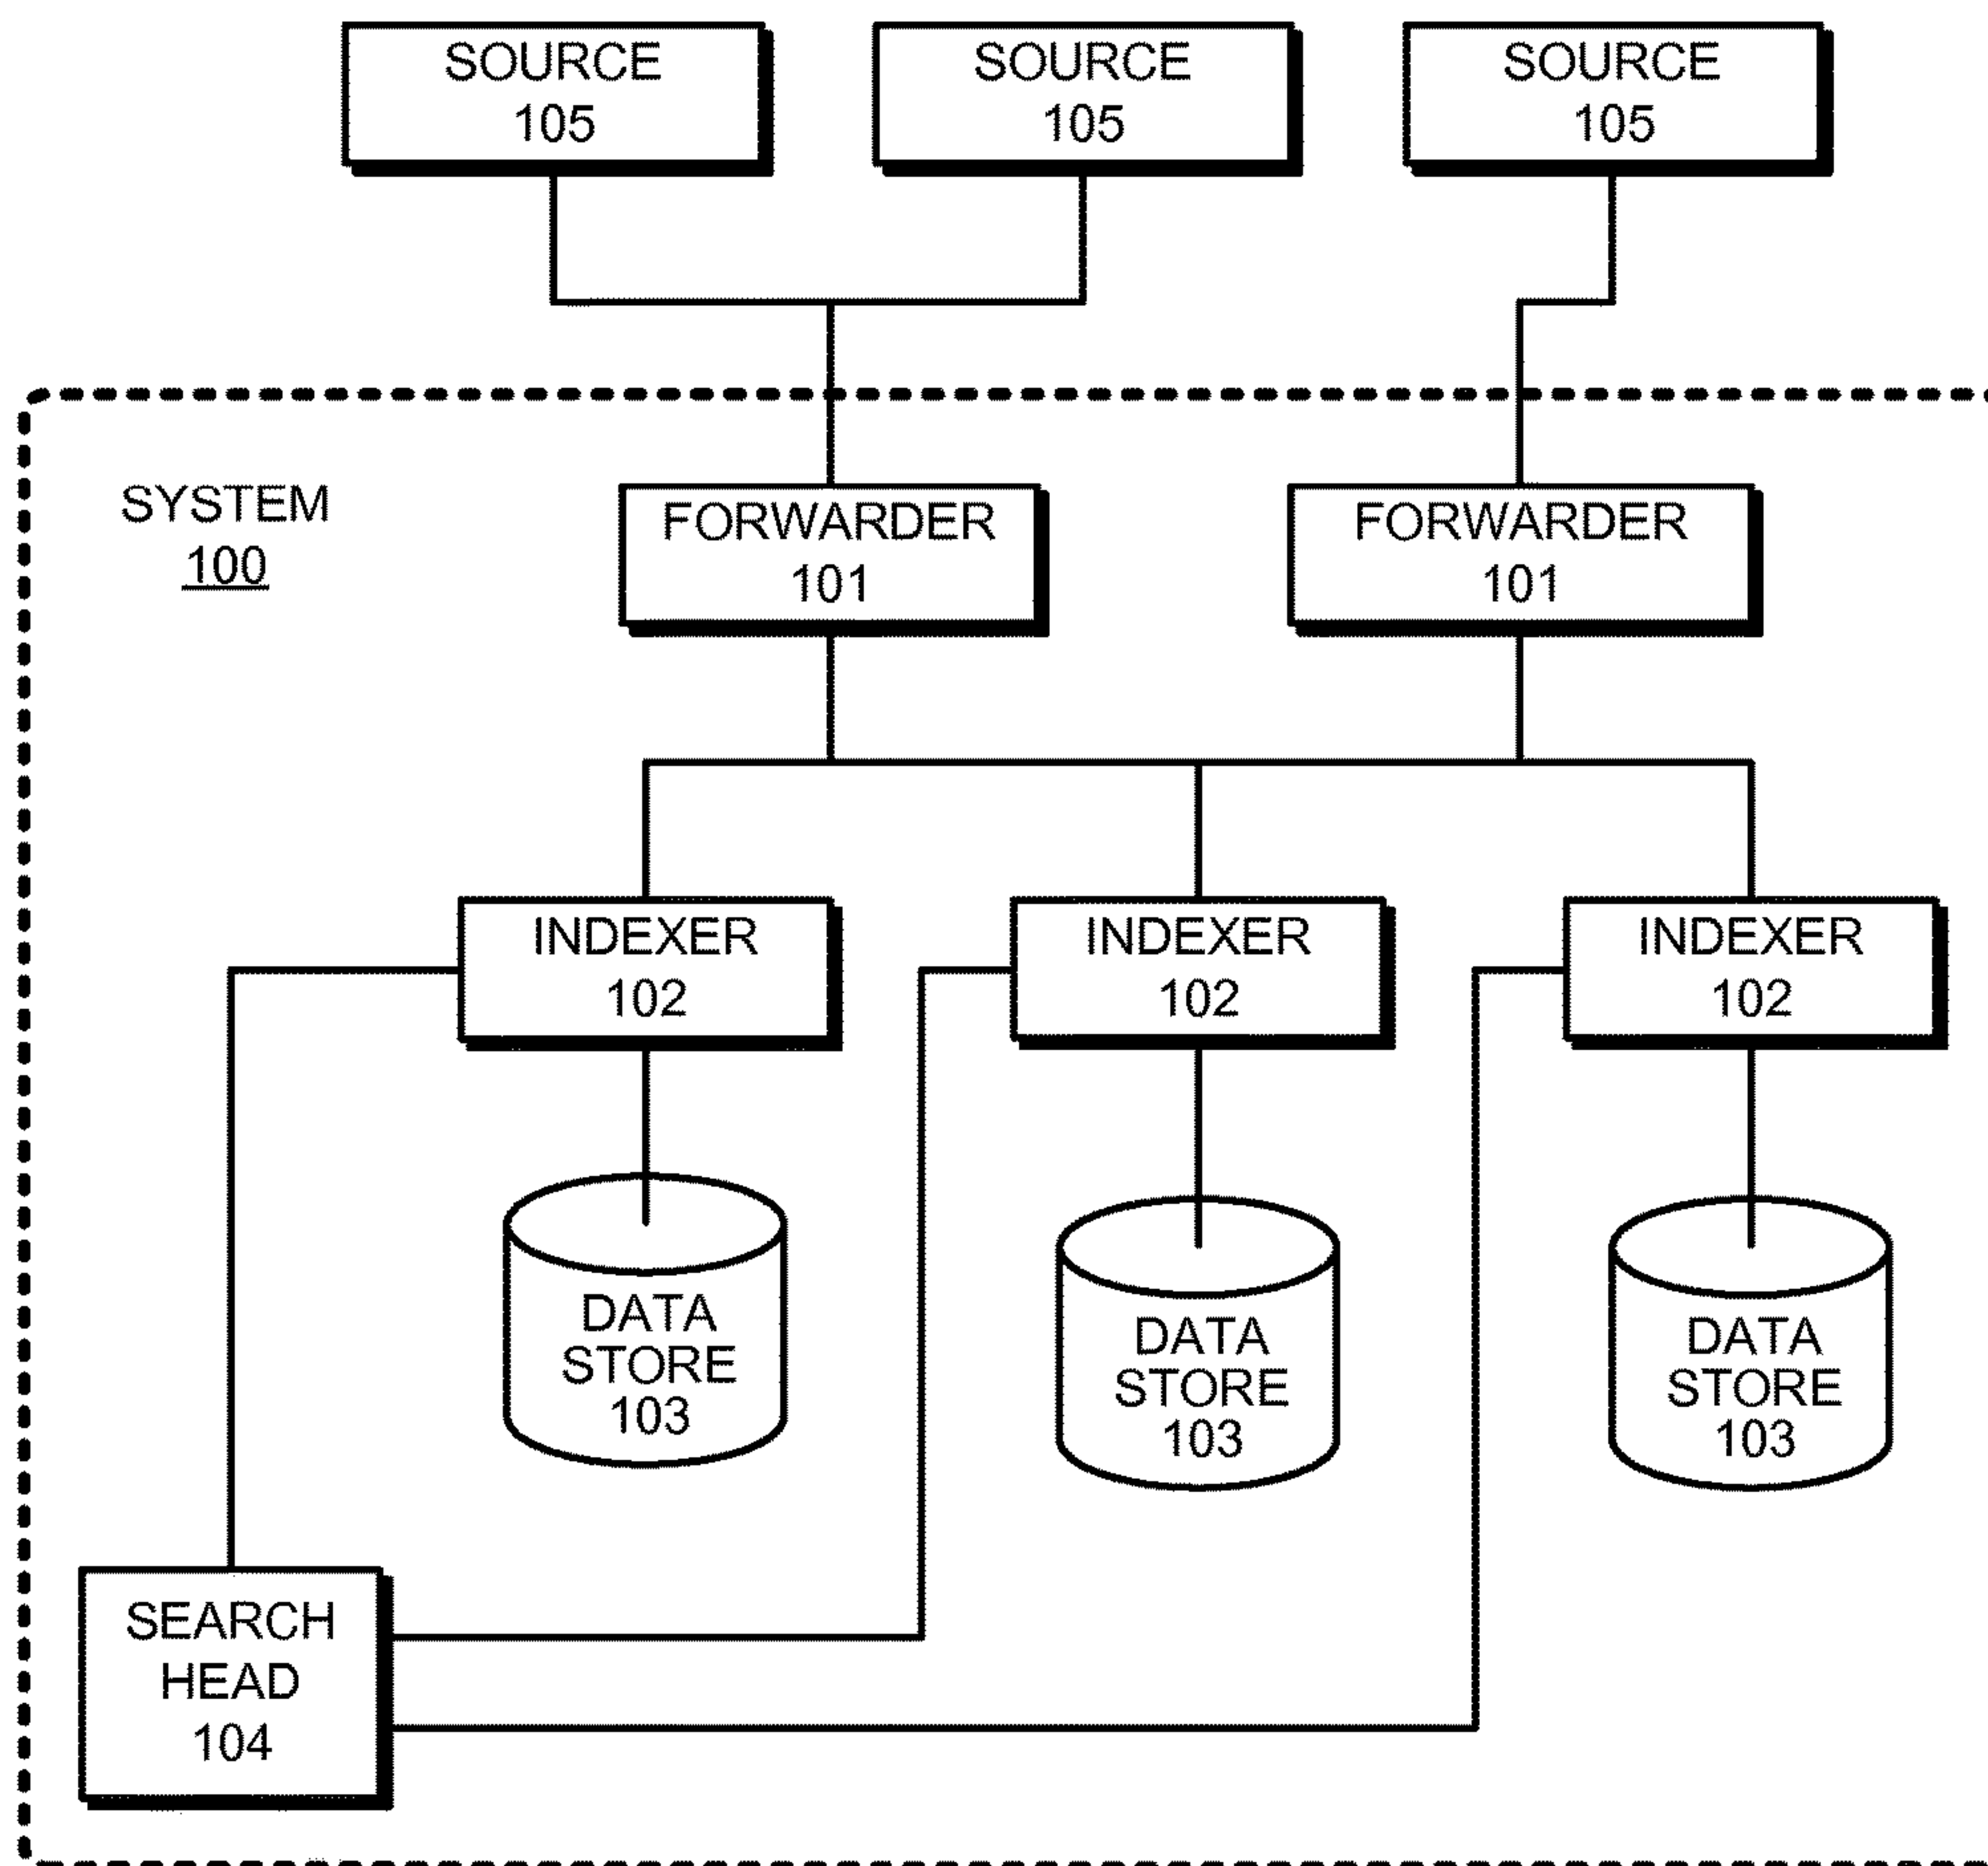 SOURCE
105
SOURCE
105
SOURCE
105
SYSTEM
100
FORWARDER
101
FORWARDER
101
INDEXER
102
INDEXER
102
INDEXER
102
DATA
STORE
103
DATA
STORE
103
DATA
STORE
103
SEARCH
HEAD
104